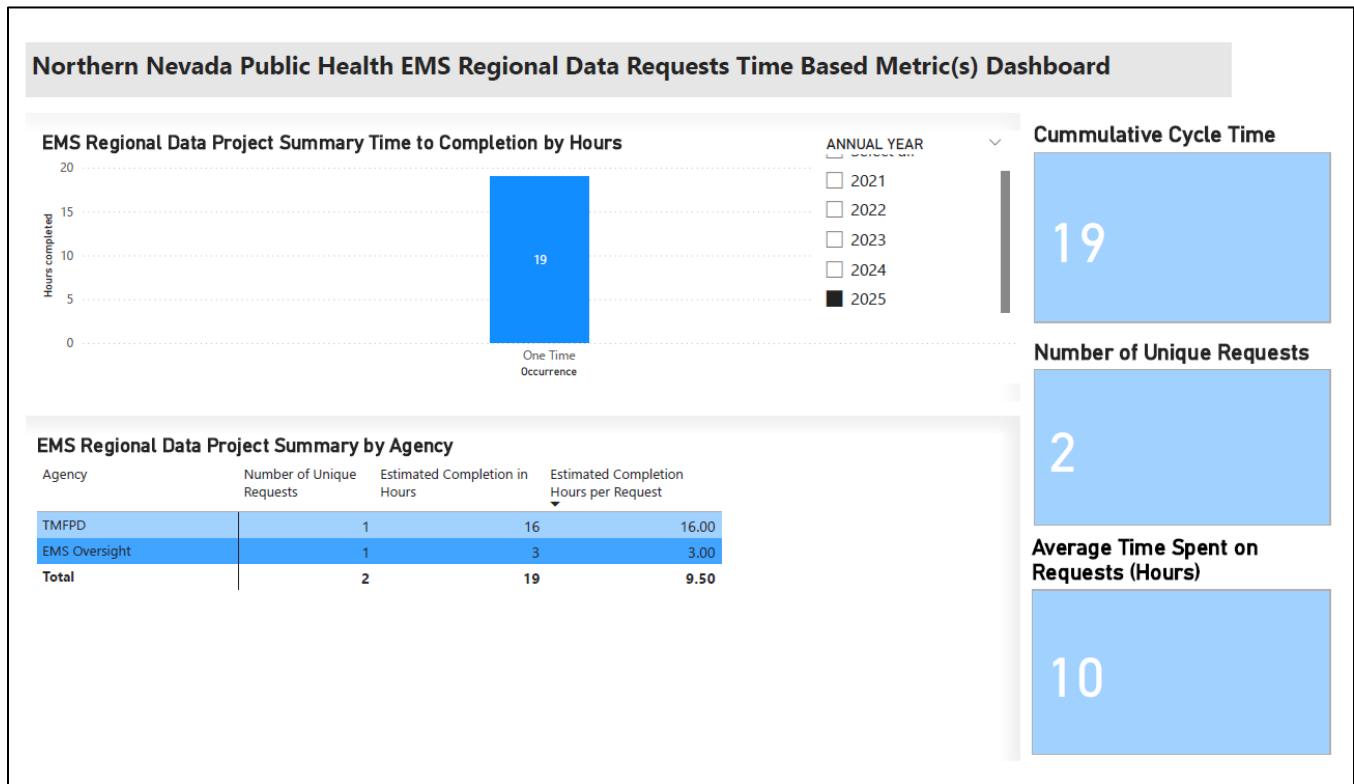 Northern Nevada Public Health EMS Regional Data Requests Time Based Metric(s) Dashboard
EMS Regional Data Project Summary Time to Completion by Hours
20
15
10
5
0
Hours completed
19
One Time
Occurrence
ANNUAL YEAR
2021
2022
2023
2024
2025
Cummulative Cycle Time
19
Number of Unique Requests
2
Average Time Spent on
Requests (Hours)
10
EMS Regional Data Project Summary by Agency
Agency Number of Unique Requests Estimated Completion in Hours Estimated Completion Hours per Request
TMFPD 1 16 16.00
EMS Oversight 1 3 3.00
Total 2 19 9.50